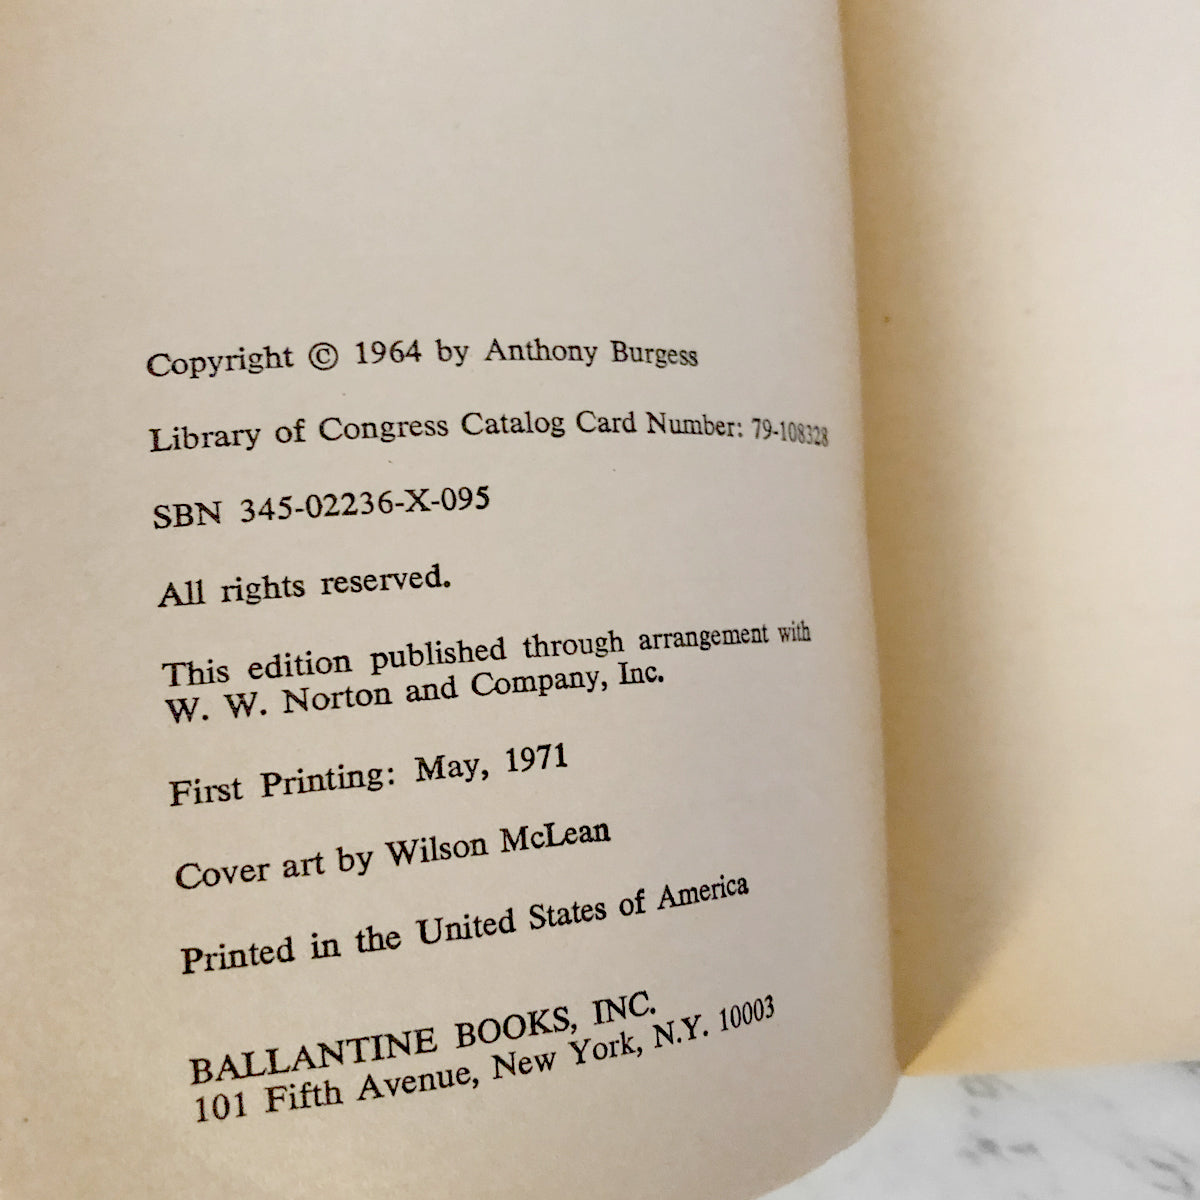 Copyright © 1964 by Anthony Burgess
Library of Congress Catalog Card Number: 79-108328
SBN 345-02236-X-095
All rights reserved.
This edition published through arrangement with
W. W. Norton and Company, Inc.
First Printing: May, 1971
Cover art by Wilson McLean
Printed in the United States of America
BALLANTINE BOOKS, INC.
101 Fifth Avenue, New York, N.Y. 10003